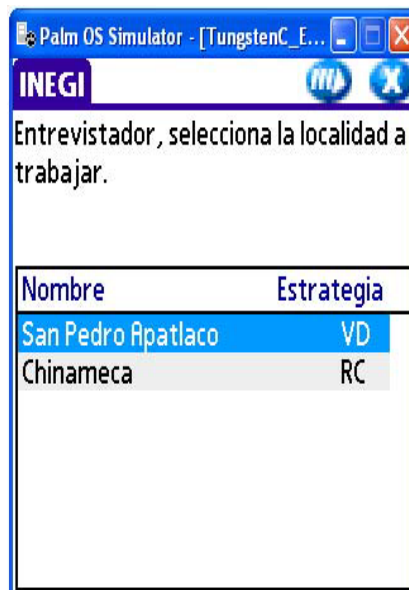 Palm OS Simulator - [TungstenC_E...
INEGI
Entrevistador, selecciona la localidad a
trabajar.
Nombre Estrategia
San Pedro Apatlaco VD
Chinameca RC